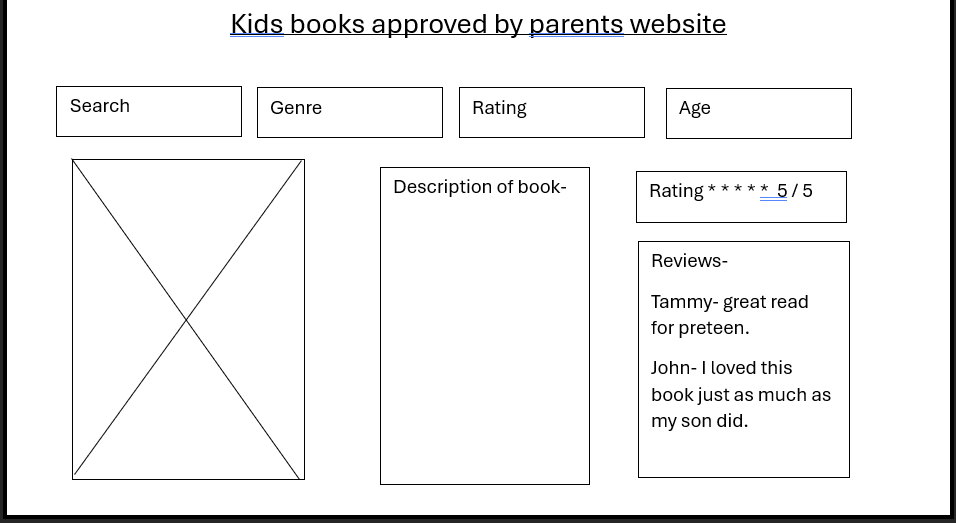 Kids books approved by parents website
Search
Genre
Rating
Age
Description of book-
Rating * * * * *  5 / 5
Reviews-
Tammy- great read
for preteen.
John- I loved this
book just as much as
my son did.